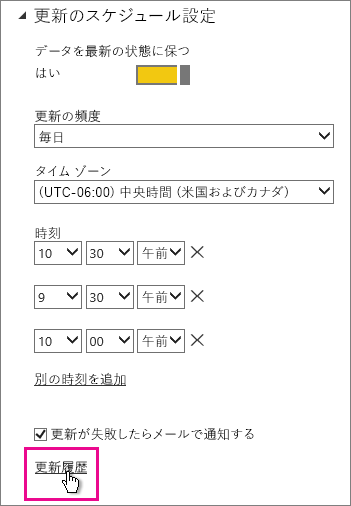 更新のスケジュール設定
データを最新の状態に保つ
はい
更新の頻度
毎日
タイム ゾーン
(UTC-06:00) 中央時間 (米国およびカナダ)
時刻
10 30 午前
9 30 午前
10 00 午前
別の時刻を追加
更新が失敗したらメールで通知する
更新履歴